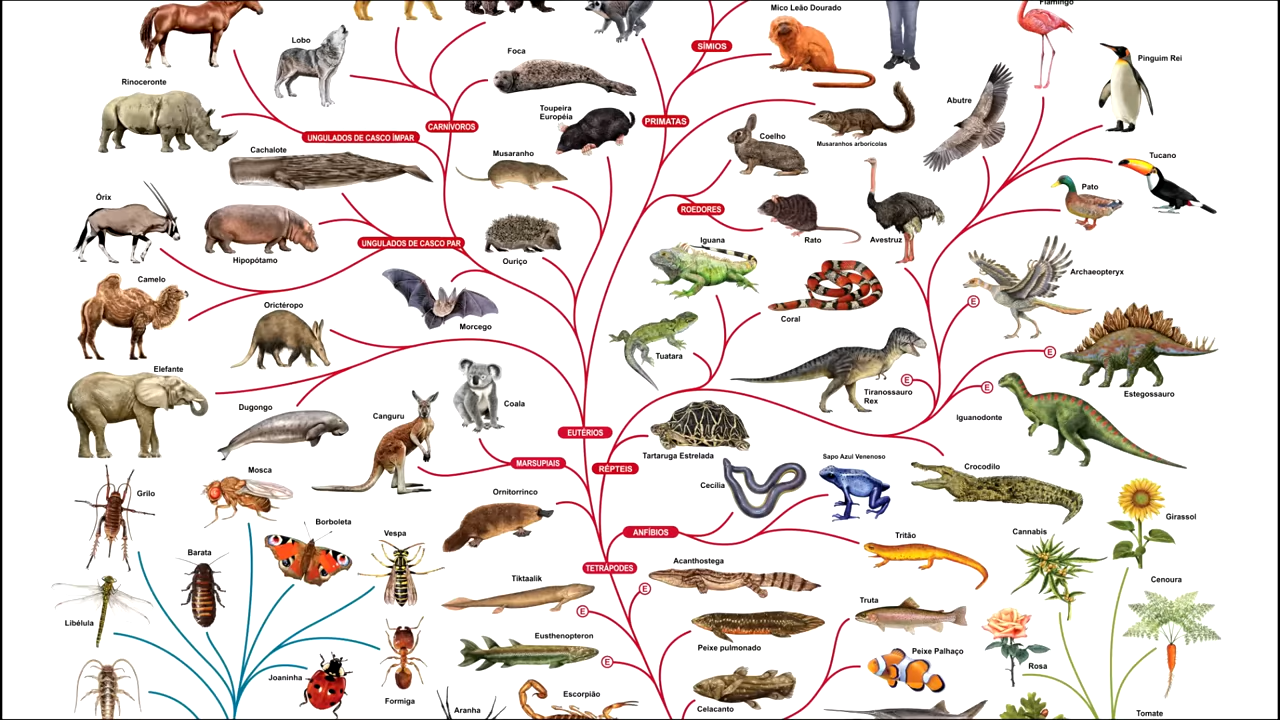 Mico Leão Dourado
Flamingo
Lobo
SÍMIOS
Foca
Pinguim Rei
Rinoceronte
Abutre
Toupeira
Européia
PRIMATAS
CARNÍVOROS
UNGULADOS DE CASCO ÍMPAR
Coelho
Musaranhos arborícolas
Cachalote
Musaranho
Tucano
Pato
Órix
ROEDORES
UNGULADOS DE CASCO PAR
Iguana
Rato
Avestruz
Hipopótamo
Ouriço
Archaeopteryx
Camelo
E
Orictéropo
Coral
Morcego
Tuatara
E
Elefante
E
E
Tiranossauro
Rex
Estegossauro
Dugongo
Canguru
Coala
Iguanodonte
EUTÉRIOS
Tartaruga Estrelada
Sapo Azul Venenoso
MARSUPIAIS
RÉPTEIS
Mosca
Crocodilo
Cecília
Grilo
Ornitorrinco
Girassol
Borboleta
Vespa
ANFÍBIOS
Cannabis
Tritão
Barata
Acanthostega
TETRÁPODES
Tiktaalik
Cenoura
E
Truta
E
Libélula
Eusthenopteron
Peixe pulmonado
Peixe Palhaço
E
Rosa
Joaninha
Escorpião
Formiga
Aranha
Celacanto
Tomate